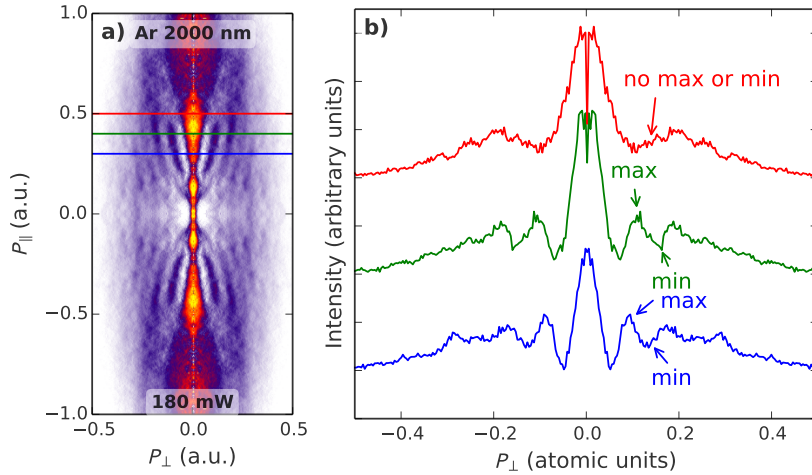 a) Ar 2000 nm
1.0
0.5
0.0
−0.5
−1.0
P∥ (a.u.)
180 mW
−0.5 0.0 0.5
P⊥ (a.u.)
b)
Intensity (arbitrary units)
no max or min
max
min
max
min
−0.4 −0.2 0.0 0.2 0.4
P⊥ (atomic units)